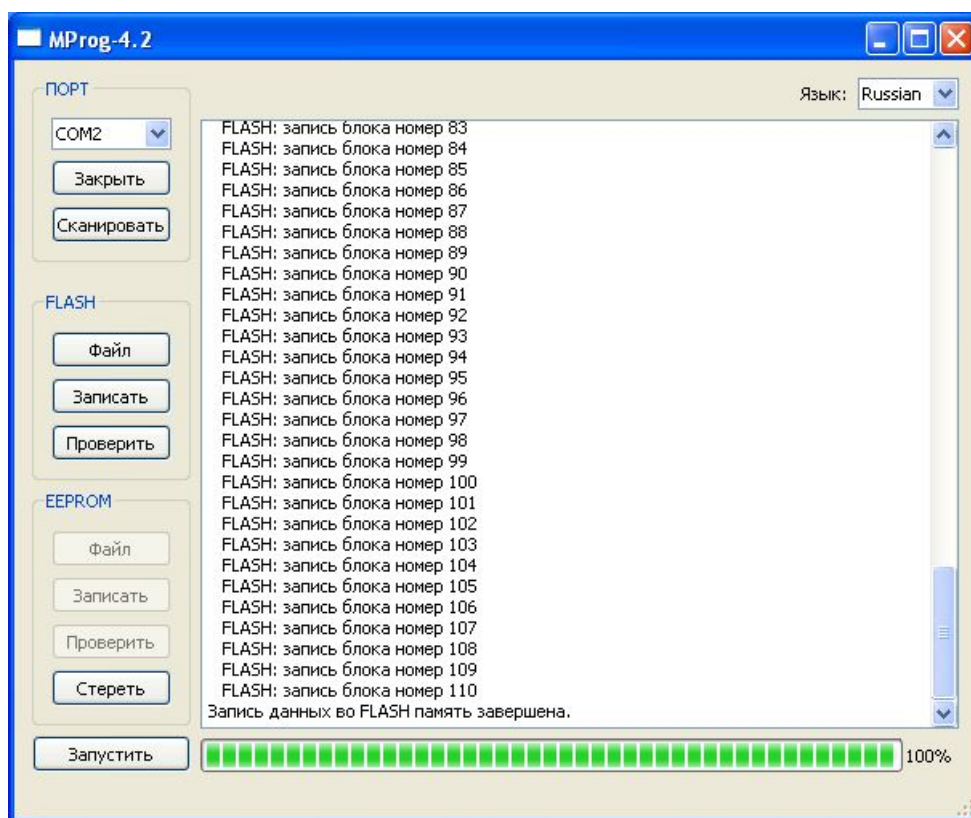 MProg-4.2
ПОРТ
Язык: Russian
COM2
Закрыть
Сканировать
FLASH
Файл
Записать
Проверить
EEPROM
Файл
Записать
Проверить
Стереть
FLASH: запись блока номер 83
FLASH: запись блока номер 84
FLASH: запись блока номер 85
FLASH: запись блока номер 86
FLASH: запись блока номер 87
FLASH: запись блока номер 88
FLASH: запись блока номер 89
FLASH: запись блока номер 90
FLASH: запись блока номер 91
FLASH: запись блока номер 92
FLASH: запись блока номер 93
FLASH: запись блока номер 94
FLASH: запись блока номер 95
FLASH: запись блока номер 96
FLASH: запись блока номер 97
FLASH: запись блока номер 98
FLASH: запись блока номер 99
FLASH: запись блока номер 100
FLASH: запись блока номер 101
FLASH: запись блока номер 102
FLASH: запись блока номер 103
FLASH: запись блока номер 104
FLASH: запись блока номер 105
FLASH: запись блока номер 106
FLASH: запись блока номер 107
FLASH: запись блока номер 108
FLASH: запись блока номер 109
FLASH: запись блока номер 110
Запись данных во FLASH память завершена.
Запустить
100%